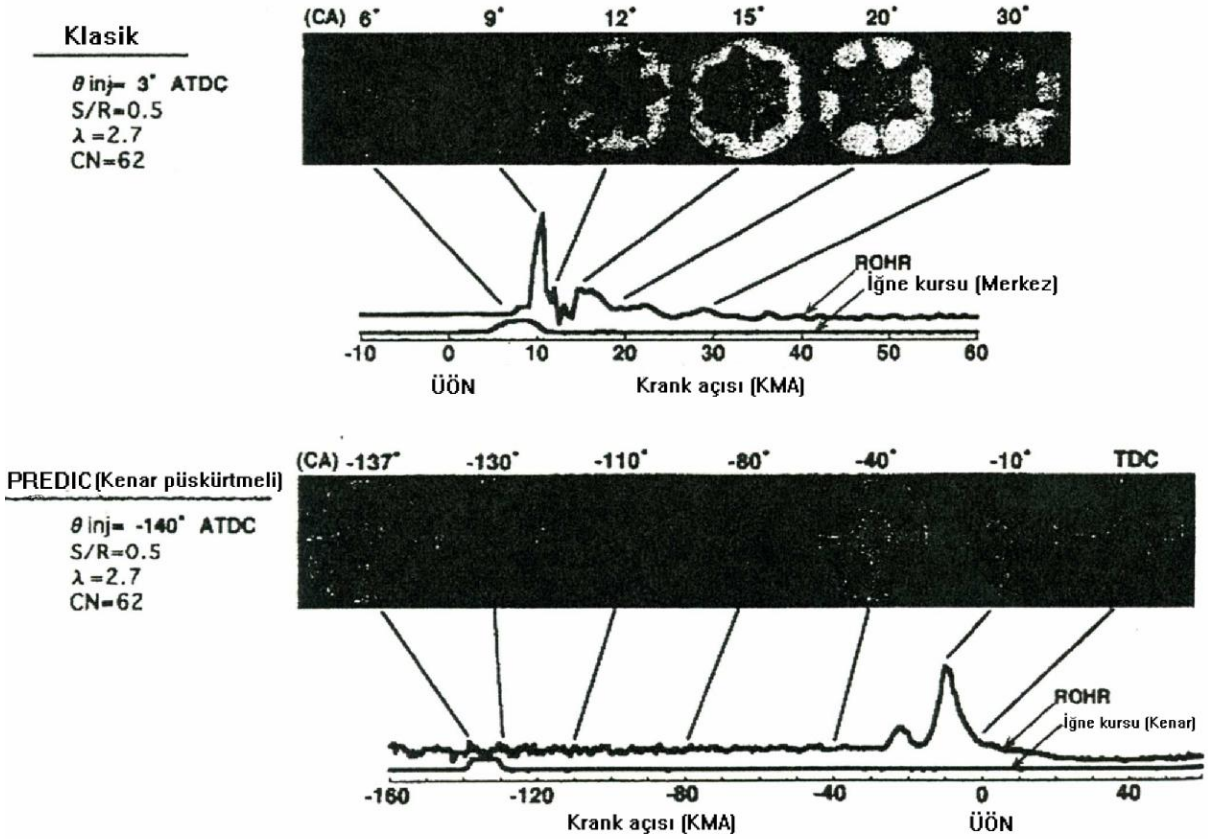 (CA) 6° 9° 12° 15° 20° 30°
Klasik
θ inj= 3° ATDC
S/R=0.5
λ =2.7
CN=62
ROHR
İğne kursu (Merkez)
-10 0 10 20 30 40 50 60
ÜÖN Krank açısı (KMA)
(CA) -137° -130° -110° -80° -40° -10° TDC
PREDIC(Kenar püskürtmeli)
θ inj= -140° ATDC
S/R=0.5
λ =2.7
CN=62
ROHR
İğne kursu (Kenar)
-160 -120 -80 -40 0 40
Krank açısı (KMA) ÜÖN